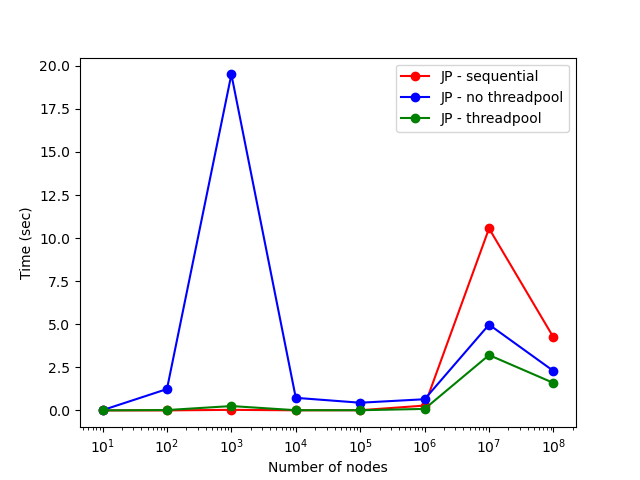 20.0
17.5
15.0
12.5
10.0
7.5
5.0
2.5
0.0
Time (sec)
JP - sequential
JP - no threadpool
JP - threadpool
10¹ 10² 10³ 10⁴ 10⁵ 10⁶ 10⁷ 10⁸
Number of nodes